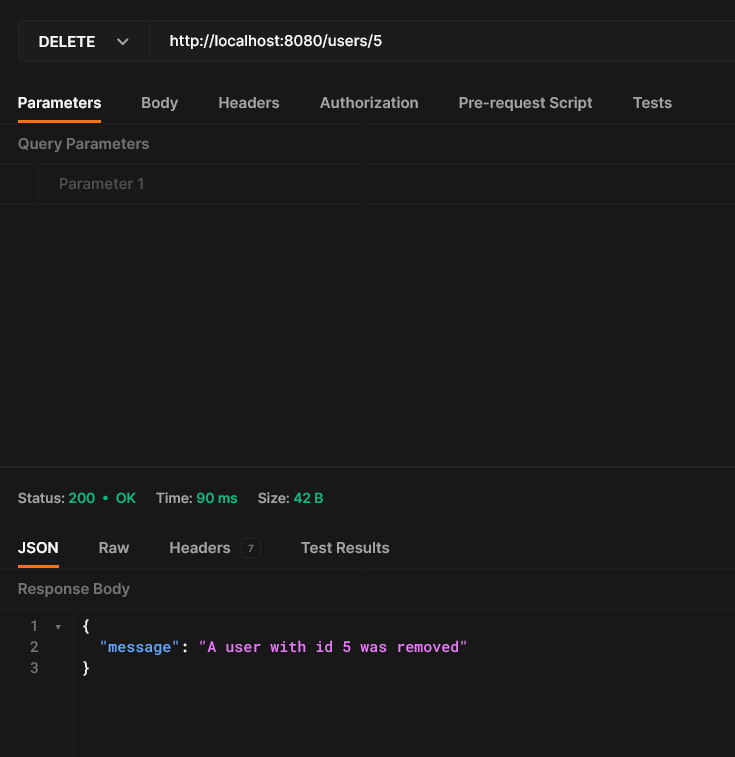 DELETE http://localhost:8080/users/5
Parameters Body Headers Authorization Pre-request Script Tests
Query Parameters
Parameter 1
Status: 200 • OK Time: 90 ms Size: 42 B
JSON Raw Headers 7 Test Results
Response Body
1 {
2 "message": "A user with id 5 was removed"
3 }